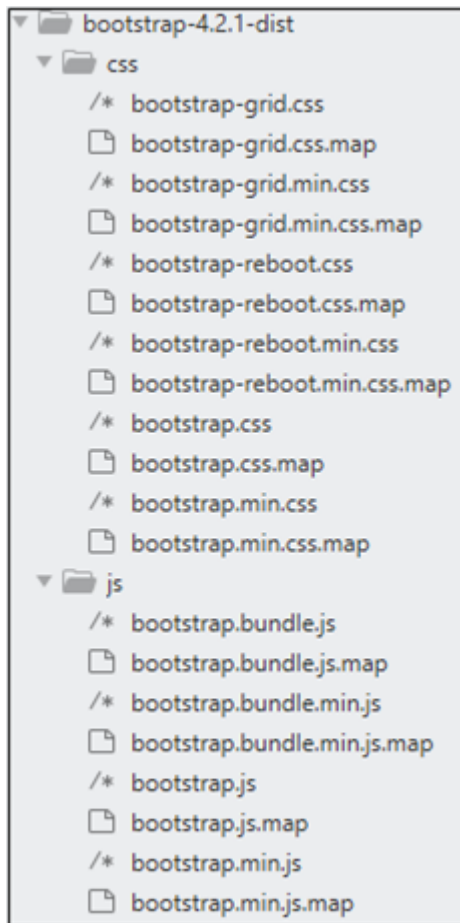 bootstrap-4.2.1-dist
css
/* bootstrap-grid.css
bootstrap-grid.css.map
/* bootstrap-grid.min.css
bootstrap-grid.min.css.map
/* bootstrap-reboot.css
bootstrap-reboot.css.map
/* bootstrap-reboot.min.css
bootstrap-reboot.min.css.map
/* bootstrap.css
bootstrap.css.map
/* bootstrap.min.css
bootstrap.min.css.map
js
/* bootstrap.bundle.js
bootstrap.bundle.js.map
/* bootstrap.bundle.min.js
bootstrap.bundle.min.js.map
/* bootstrap.js
bootstrap.js.map
/* bootstrap.min.js
bootstrap.min.js.map